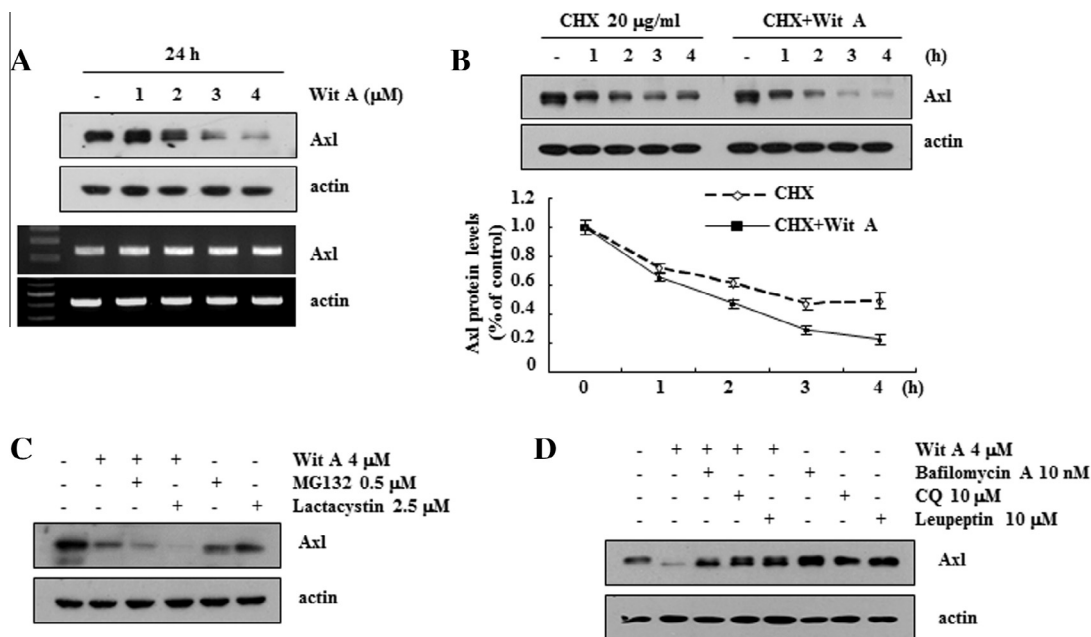 A
24 h
- 1 2 3 4 Wit A (μM)
Axl
actin
Axl
actin
B
CHX 20 μg/ml CHX+Wit A
- 1 2 3 4 - 1 2 3 4 (h)
Axl
actin
CHX
CHX+Wit A
Axl protein levels
(% of control)
1.2
1.0
0.8
0.6
0.4
0.2
0
0 1 2 3 4 (h)
C
- + + + - - Wit A 4 μM
- - + - + - MG132 0.5 μM
- - - + - + Lactacystin 2.5 μM
Axl
actin
D
- + + + + - - - Wit A 4 μM
- - + - - + - - Bafilomycin A 10 nM
- - - + - - + - CQ 10 μM
- - - - + - - + Leupeptin 10 μM
Axl
actin